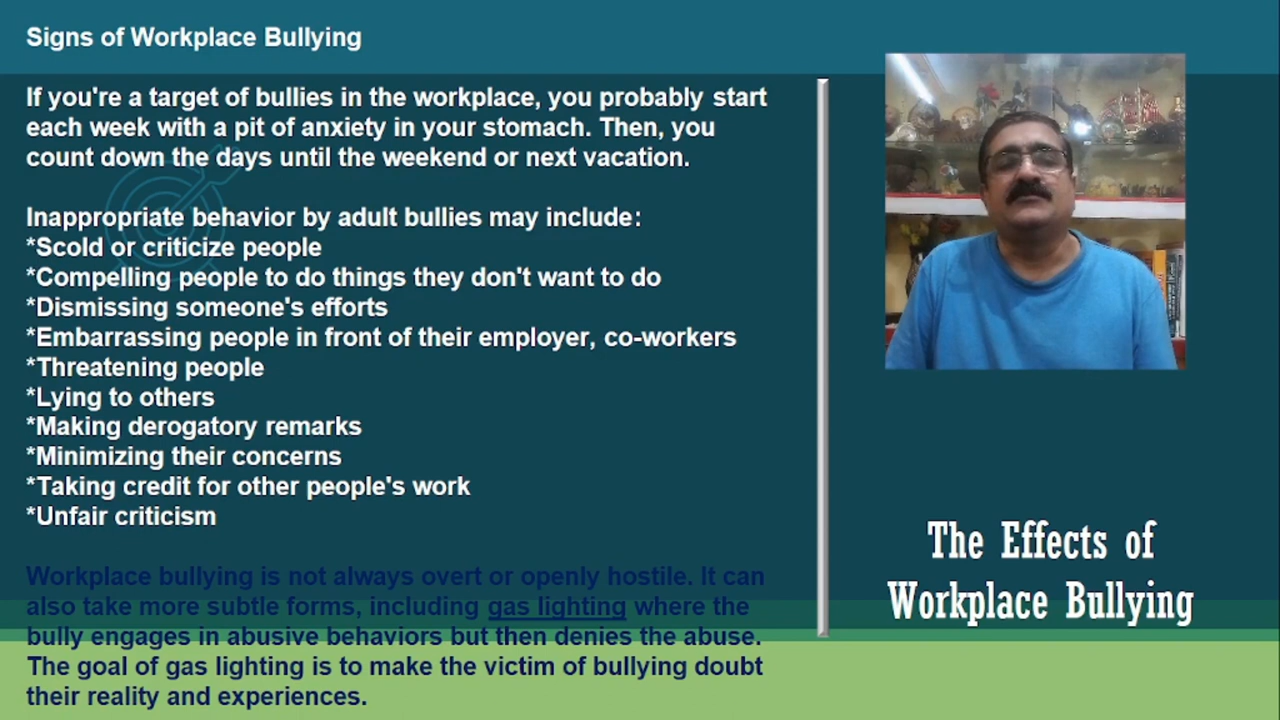 Signs of Workplace Bullying
If you're a target of bullies in the workplace, you probably start
each week with a pit of anxiety in your stomach. Then, you
count down the days until the weekend or next vacation.
Inappropriate behavior by adult bullies may include:
*Scold or criticize people
*Compelling people to do things they don't want to do
*Dismissing someone's efforts
*Embarrassing people in front of their employer, co-workers
*Threatening people
*Lying to others
*Making derogatory remarks
*Minimizing their concerns
*Taking credit for other people's work
*Unfair criticism
Workplace bullying is not always overt or openly hostile. It can
also take more subtle forms, including gas lighting where the
bully engages in abusive behaviors but then denies the abuse.
The goal of gas lighting is to make the victim of bullying doubt
their reality and experiences.
The Effects of
Workplace Bullying